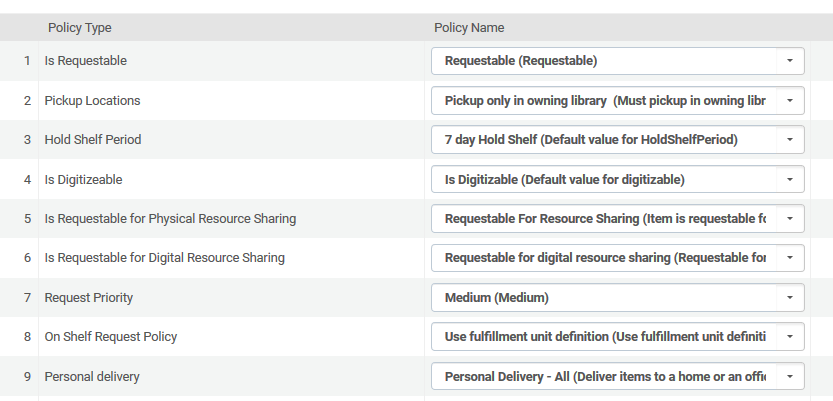 Policy Type Policy Name
1 Is Requestable Requestable (Requestable)
2 Pickup Locations Pickup only in owning library (Must pickup in owning libr
3 Hold Shelf Period 7 day Hold Shelf (Default value for HoldShelfPeriod)
4 Is Digitizeable Is Digitizable (Default value for digitizable)
5 Is Requestable for Physical Resource Sharing Requestable For Resource Sharing (Item is requestable fo
6 Is Requestable for Digital Resource Sharing Requestable for digital resource sharing (Requestable for
7 Request Priority Medium (Medium)
8 On Shelf Request Policy Use fulfillment unit definition (Use fulfillment unit definiti
9 Personal delivery Personal Delivery - All (Deliver items to a home or an offic